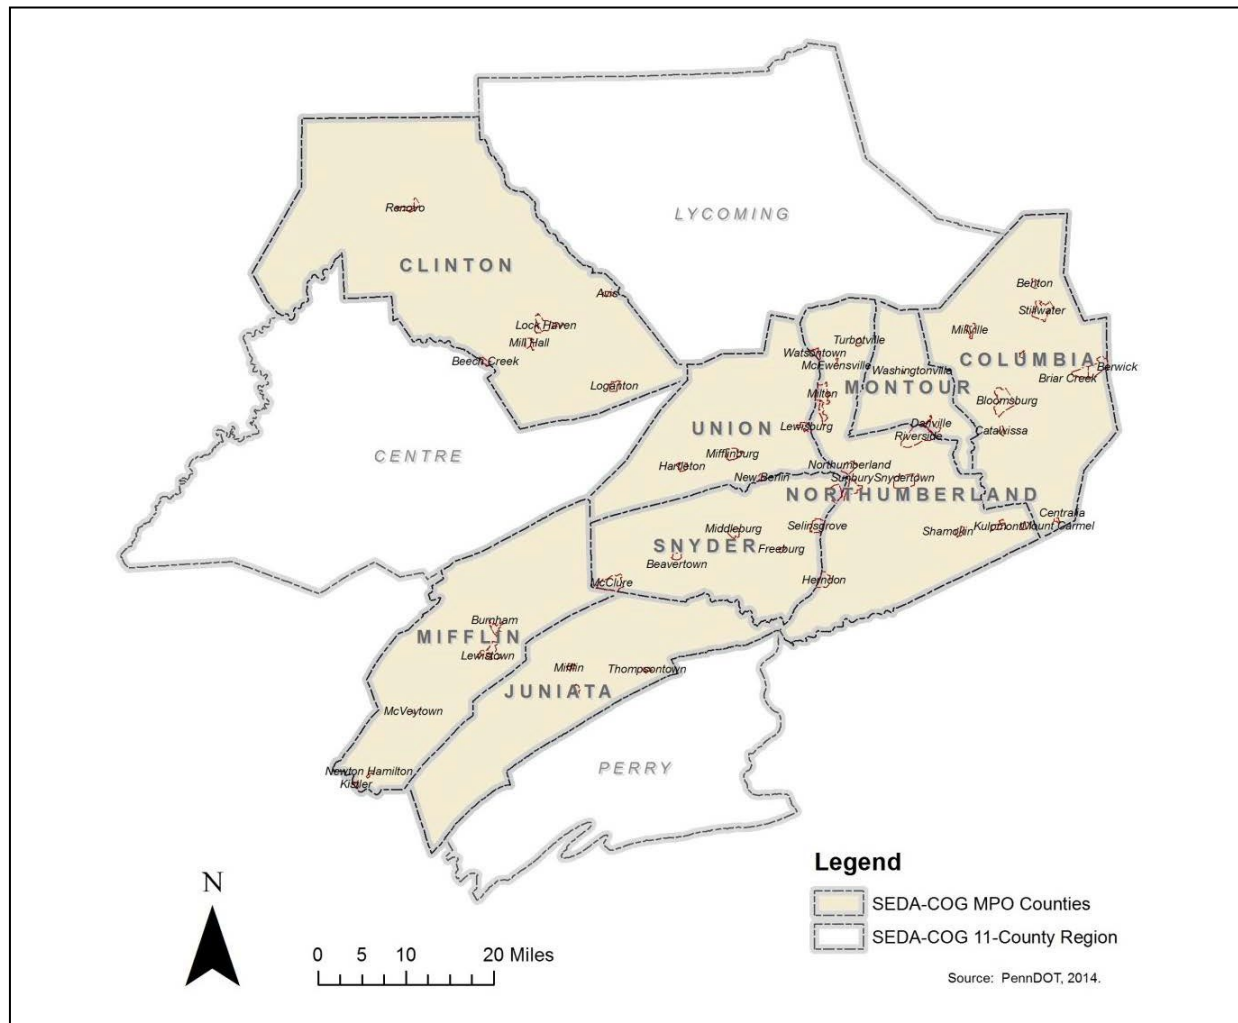 LYCOMING
Renovo
CLINTON
Avis
Benton
Stillwater
Lock Haven
Mill Hall
Millville
Turbotville
Watsontown
McEwensville
COLUMBIA
Berwick
Beech Creek
Washingtonville
Briar Creek
Loganton
MONTOUR
Milton
Bloomsburg
UNION
Lewisburg
Danville
Riverside
Catawissa
CENTRE
Mifflinburg
Hartleton
Northumberland
New Berlin
Sunbury
Snydertown
NORTHUMBERLAND
Centralia
Middleburg
Selinsgrove
Shamokin
Kulpmont
Mount Carmel
SNYDER
Freeburg
Beavertown
McClure
Herndon
Burnham
MIFFLIN
Lewistown
Mifflin
Thompsontown
JUNIATA
McVeytown
PERRY
Newton Hamilton
Kistler
Legend
SEDA-COG MPO Counties
SEDA-COG 11-County Region
N
0 5 10 20 Miles
Source: PennDOT, 2014.